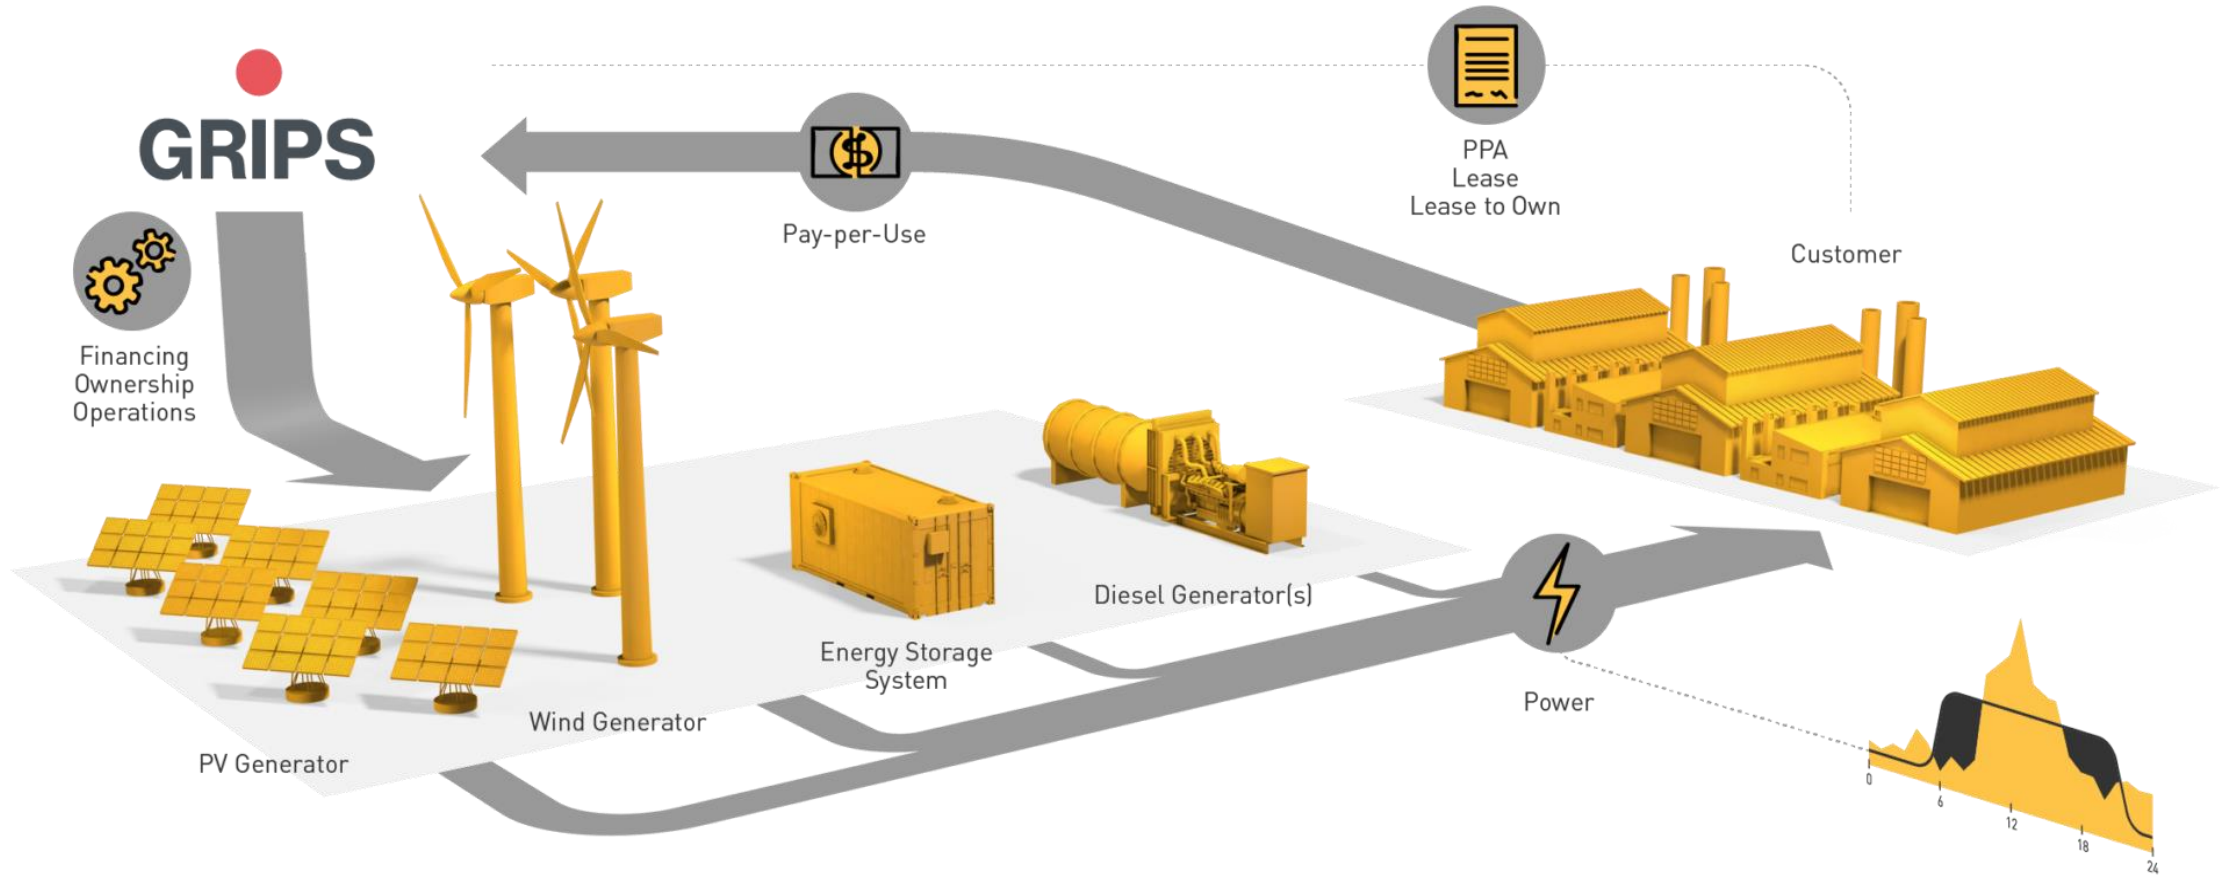 GRIPS
PPA
Lease
Lease to Own
Pay-per-Use
Customer
Financing
Ownership
Operations
Diesel Generator(s)
Energy Storage
System
Power
Wind Generator
PV Generator
0
6
12
18
24